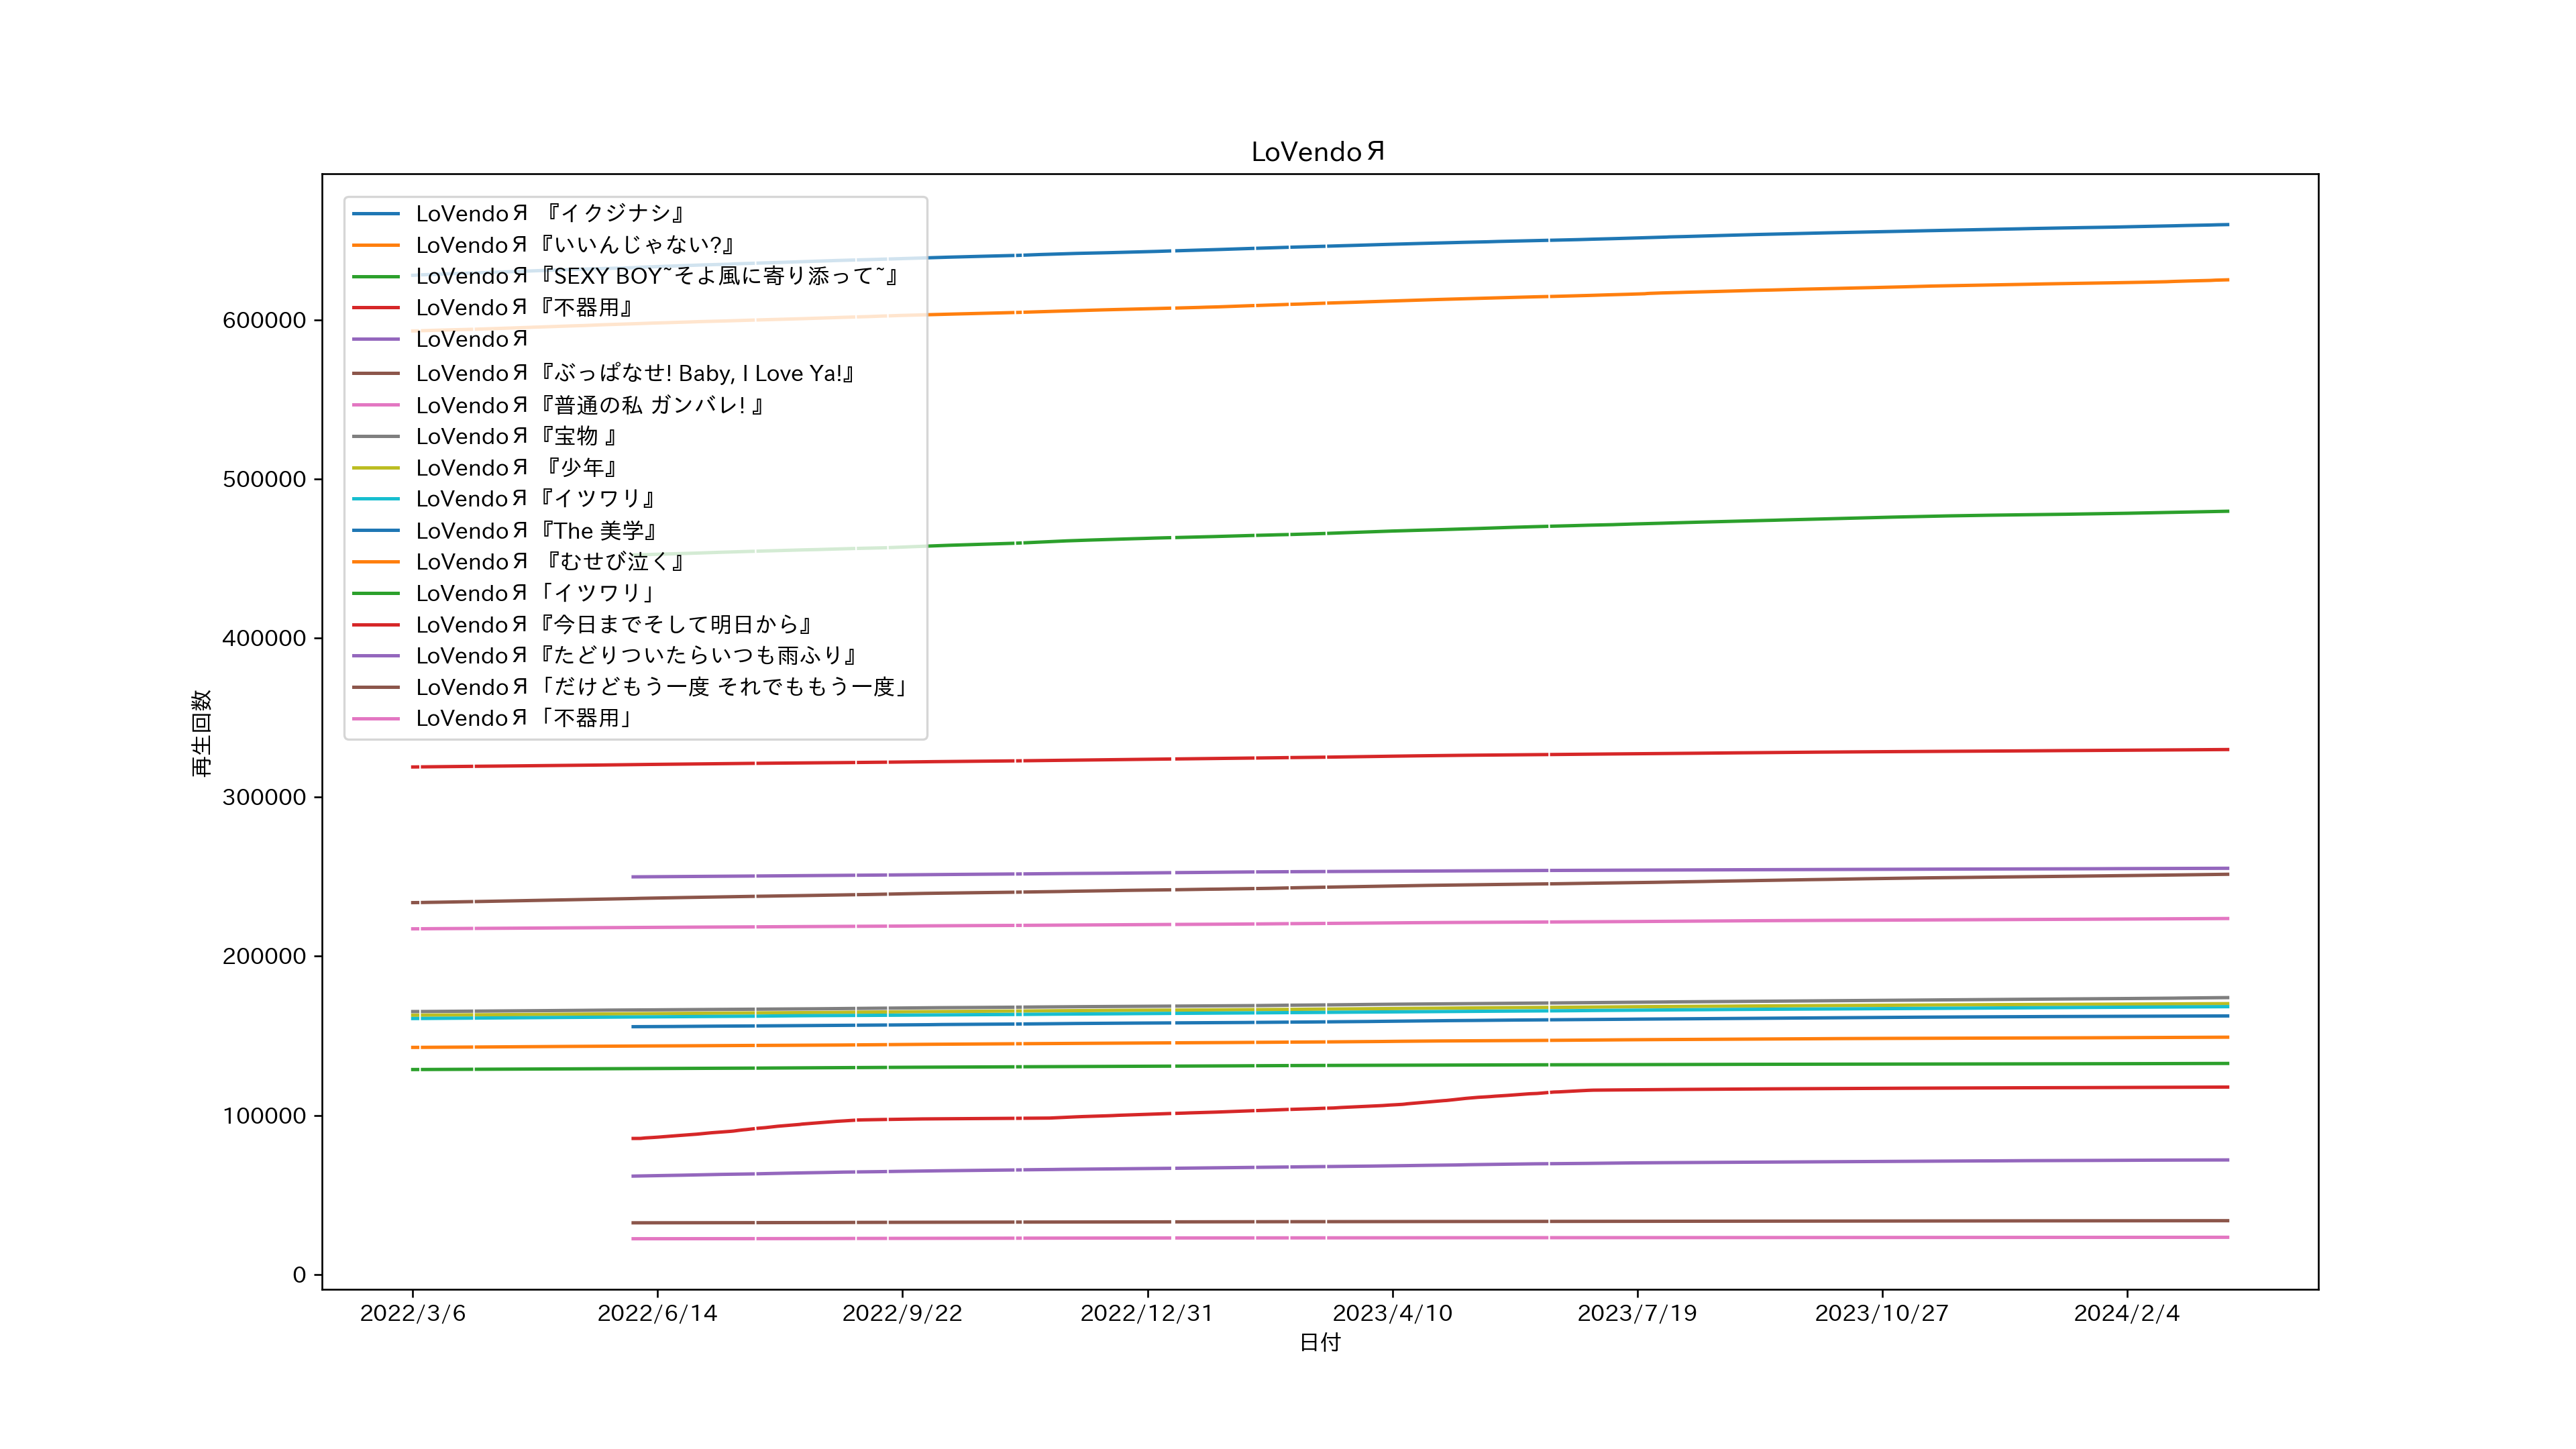 LoVendoЯ
LoVendoЯ 『イクジナシ』
LoVendoЯ『いいんじゃない?』
LoVendoЯ『SEXY BOY~そよ風に寄り添って~』
LoVendoЯ『不器用』
LoVendoЯ
LoVendoЯ『ぶっぱなせ! Baby, I Love Ya!』
LoVendoЯ『普通の私 ガンバレ! 』
LoVendoЯ『宝物 』
LoVendoЯ 『少年』
LoVendoЯ『イツワリ』
LoVendoЯ『The 美学』
LoVendoЯ 『むせび泣く』
LoVendoЯ「イツワリ」
LoVendoЯ『今日までそして明日から』
LoVendoЯ『たどりついたらいつも雨ふり』
LoVendoЯ「だけどもう一度 それでももう一度」
LoVendoЯ「不器用」
再生回数
600000
500000
400000
300000
200000
100000
0
2022/3/6
2022/6/14
2022/9/22
2022/12/31
2023/4/10
2023/7/19
2023/10/27
2024/2/4
日付